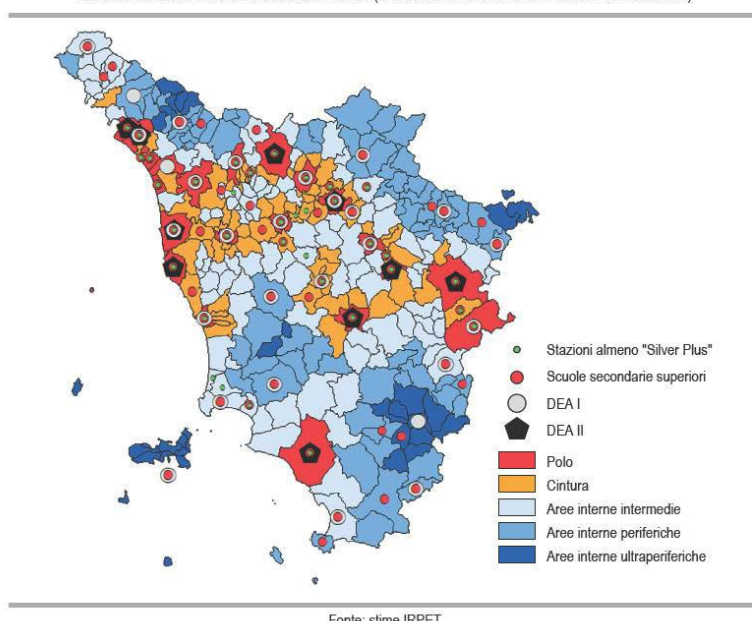 Stazioni almeno "Silver Plus"
Scuole secondarie superiori
DEA I
DEA II
Polo
Cintura
Aree interne intermedie
Aree interne periferiche
Aree interne ultraperiferiche
Fonte: stime IRPET